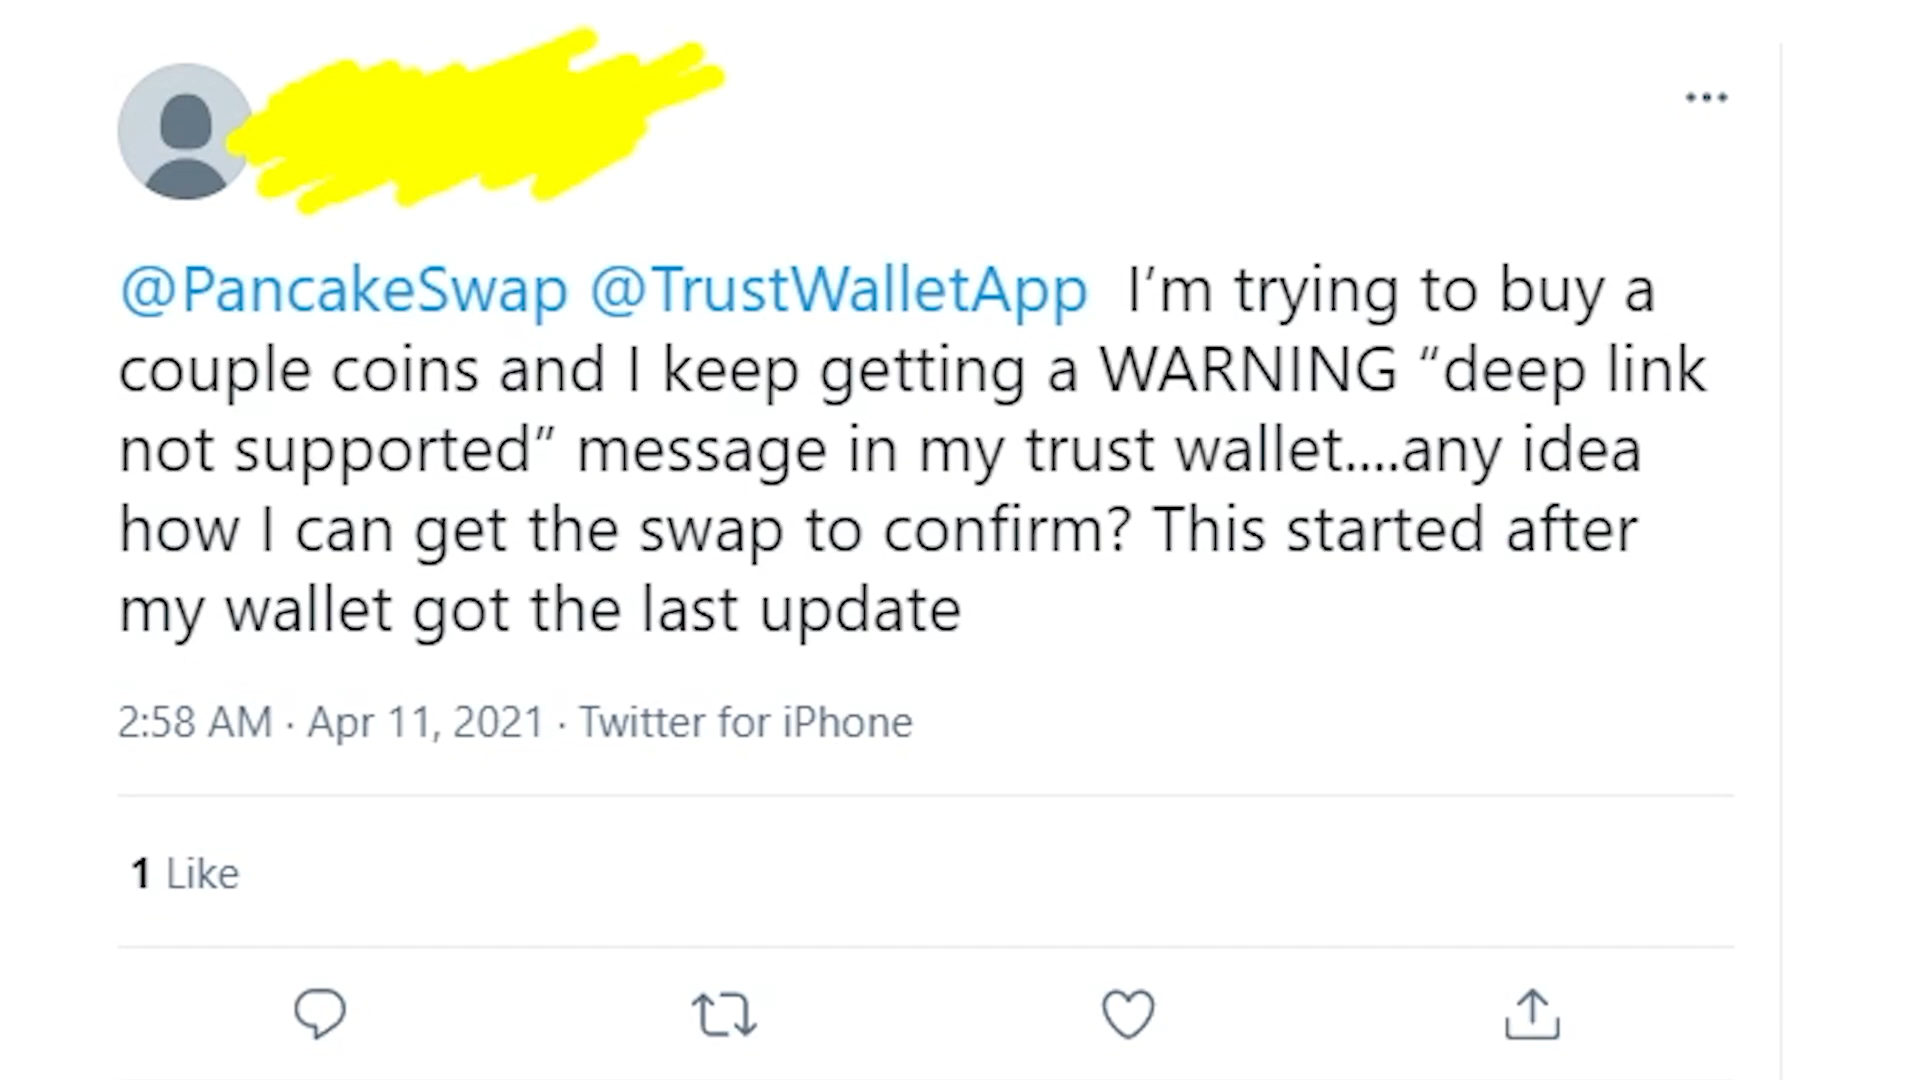 @PancakeSwap @TrustWalletApp I’m trying to buy a
couple coins and I keep getting a WARNING “deep link
not supported” message in my trust wallet....any idea
how I can get the swap to confirm? This started after
my wallet got the last update
2:58 AM · Apr 11, 2021 · Twitter for iPhone
1 Like